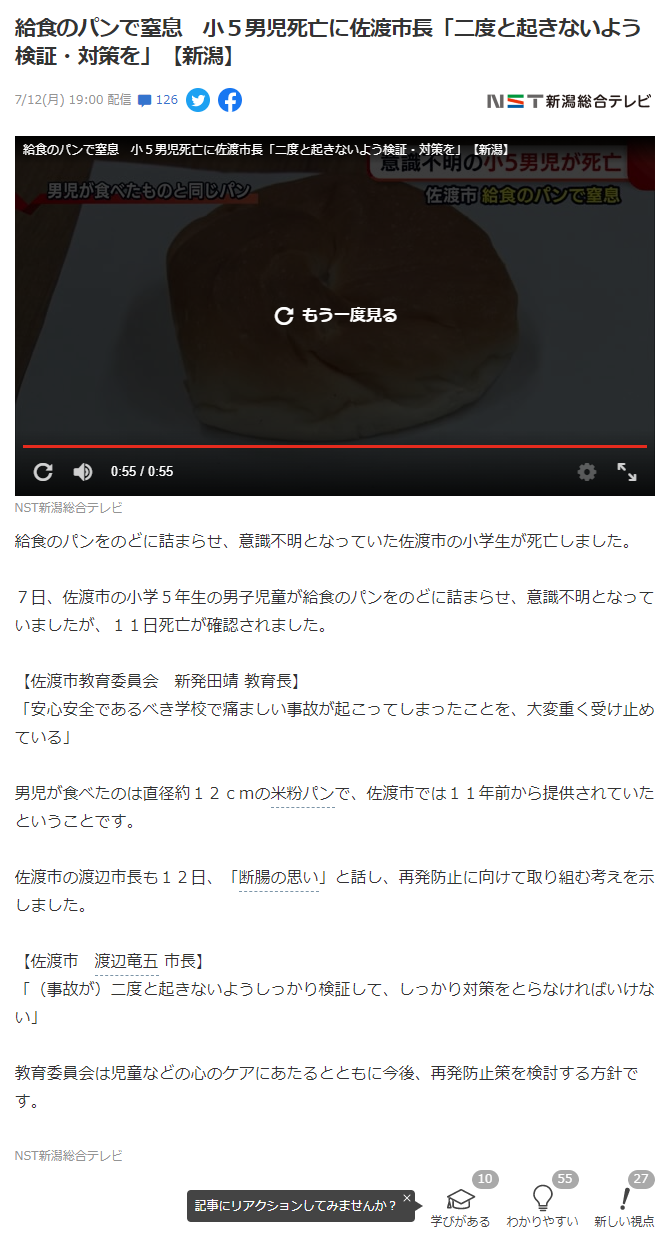 給食のパンで窒息　小５男児死亡に佐渡市長「二度と起きないよう
検証・対策を」【新潟】
7/12(月) 19:00 配信 126
NST新潟総合テレビ
給食のパンで窒息　小５男児死亡に佐渡市長「二度と起きないよう検証・対策を」【新潟】
意識不明の小5男児が死亡
男児が食べたものと同じパン
佐渡市 給食のパンで窒息
もう一度見る
0:55 / 0:55
NST新潟総合テレビ
給食のパンをのどに詰まらせ、意識不明となっていた佐渡市の小学生が死亡しました。
７日、佐渡市の小学５年生の男子児童が給食のパンをのどに詰まらせ、意識不明となって
いましたが、１１日死亡が確認されました。
【佐渡市教育委員会　新発田靖 教育長】
「安心安全であるべき学校で痛ましい事故が起こってしまったことを、大変重く受け止め
ている」
男児が食べたのは直径約１２ｃｍの米粉パンで、佐渡市では１１年前から提供されていた
ということです。
佐渡市の渡辺市長も１２日、「断腸の思い」と話し、再発防止に向けて取り組む考えを示
しました。
【佐渡市　渡辺竜五 市長】
「（事故が）二度と起きないようしっかり検証して、しっかり対策をとらなければいけな
い」
教育委員会は児童などの心のケアにあたるとともに今後、再発防止策を検討する方針で
す。
NST新潟総合テレビ
記事にリアクションしてみませんか？ ×
10 55 27
学びがある わかりやすい 新しい視点